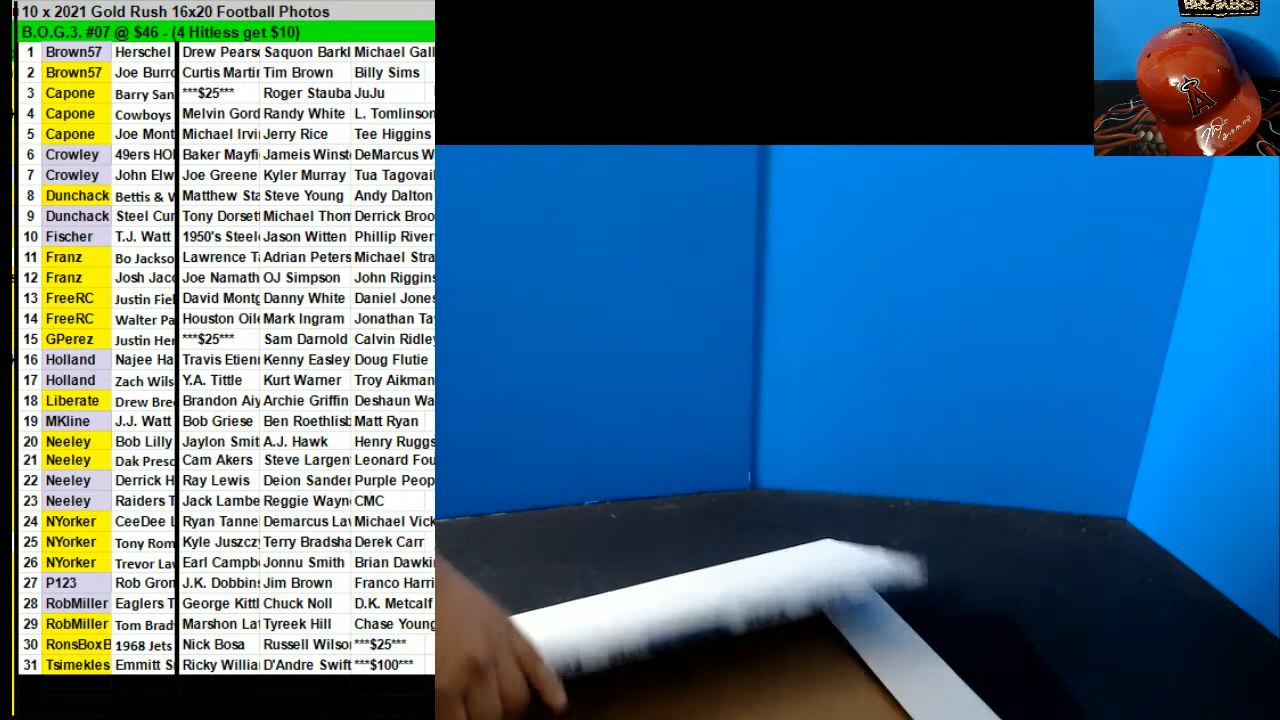 10 x 2021 Gold Rush 16x20 Football Photos
B.O.G.3. #07 @ $46 - (4 Hitless get $10)
1 Brown57 Herschel Drew Pears Saquon Barkl Michael Gall
2 Brown57 Joe Burro Curtis Martin Tim Brown Billy Sims
3 Capone Barry San ***$25*** Roger Stauba JuJu
4 Capone Cowboys Melvin Gord Randy White L. Tomlinson
5 Capone Joe Mont Michael Irvi Jerry Rice Tee Higgins
6 Crowley 49ers HO Baker Mayfi Jameis Winst DeMarcus W
7 Crowley John Elw Joe Greene Kyler Murray Tua Tagovail
8 Dunchack Bettis & W Matthew Sta Steve Young Andy Dalton
9 Dunchack Steel Cur Tony Dorset Michael Thom Derrick Broo
10 Fischer T.J. Watt 1950's Steel Jason Witten Phillip River
11 Franz Bo Jackso Lawrence T Adrian Peters Michael Stra
12 Franz Josh Jac Joe Namath OJ Simpson John Riggins
13 FreeRC Justin Fiel David Montg Danny White Daniel Jones
14 FreeRC Walter Pa Houston Oil Mark Ingram Jonathan Ta
15 GPerez Justin Her ***$25*** Sam Darnold Calvin Ridley
16 Holland Najee Ha Travis Etien Kenny Easley Doug Flutie
17 Holland Zach Wils Y.A. Tittle Kurt Warner Troy Aikman
18 Liberate Drew Bree Brandon Aiy Archie Griffin Deshaun Wa
19 MKline J.J. Watt Bob Griese Ben Roethlisb Matt Ryan
20 Neeley Bob Lilly Jaylon Smit A.J. Hawk Henry Ruggs
21 Neeley Dak Presc Cam Akers Steve Largent Leonard Fou
22 Neeley Derrick H Ray Lewis Deion Sander Purple Peop
23 Neeley Raiders T Jack Lambe Reggie Wayn CMC
24 NYorker CeeDee L Ryan Tanne Demarcus La Michael Vick
25 NYorker Tony Rom Kyle Juszcz Terry Bradsha Derek Carr
26 NYorker Trevor La Earl Campb Jonnu Smith Brian Dawki
27 P123 Rob Gron J.K. Dobbins Jim Brown Franco Harri
28 RobMiller Eaglers T George Kittl Chuck Noll D.K. Metcalf
29 RobMiller Tom Brad Marshon Lat Tyreek Hill Chase Young
30 RonsBoxB 1968 Jets Nick Bosa Russell Wilso ***$25***
31 Tsimekles Emmitt S Ricky Willia D'Andre Swift ***$100***
A